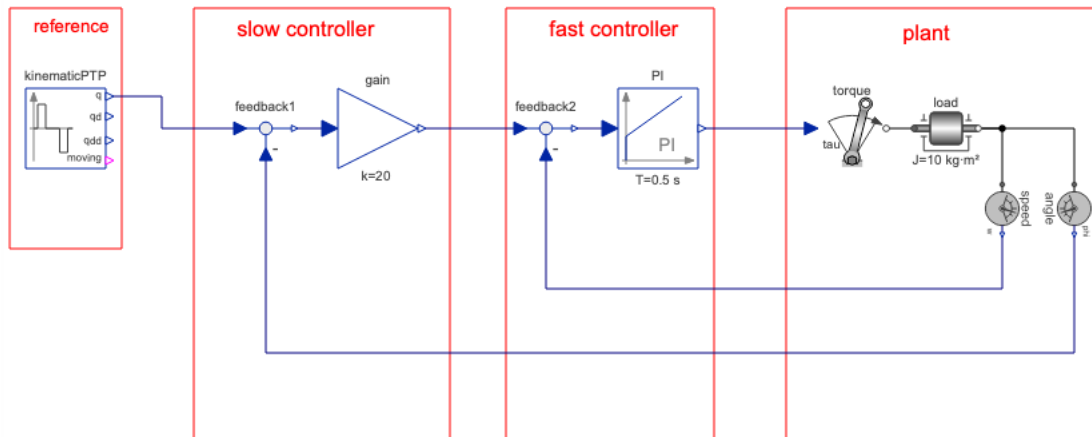 reference
slow controller
fast controller
plant
kinematicPTP
q
qd
qdd
moving
feedback1
-
gain
k=20
feedback2
-
PI
PI
T=0.5 s
torque
tau
load
J=10 kg·m²
speed
w
angle
phi